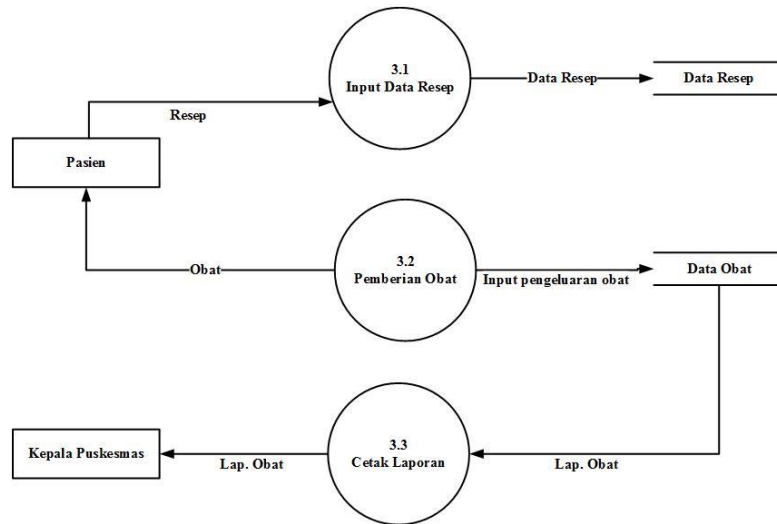 3.1
Input Data Resep
Data Resep
Data Resep
Resep
Pasien
3.2
Pemberian Obat
Obat
Input pengeluaran obat
Data Obat
3.3
Cetak Laporan
Kepala Puskesmas
Lap. Obat
Lap. Obat